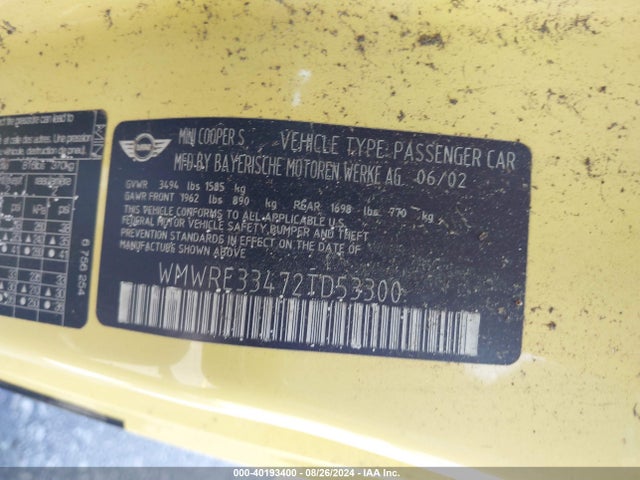 MINI COOPER S VEHICLE TYPE: PASSENGER CAR
MFD BY BAYERISCHE MOTOREN WERKE AG 06/02
GVWR 3494 lbs 1585 kg
GAWR FRONT 1962 lbs 890 kg REAR 1698 lbs 770 kg
THIS VEHICLE CONFORMS TO ALL APPLICABLE U.S.
FEDERAL MOTOR VEHICLE SAFETY, BUMPER, AND THEFT
PREVENTION STANDARDS IN EFFECT ON THE DATE OF
MANUFACTURE SHOWN ABOVE
WMWRE33472TD53300
6 756 254
000-40193400 - 08/26/2024 - IAA Inc.